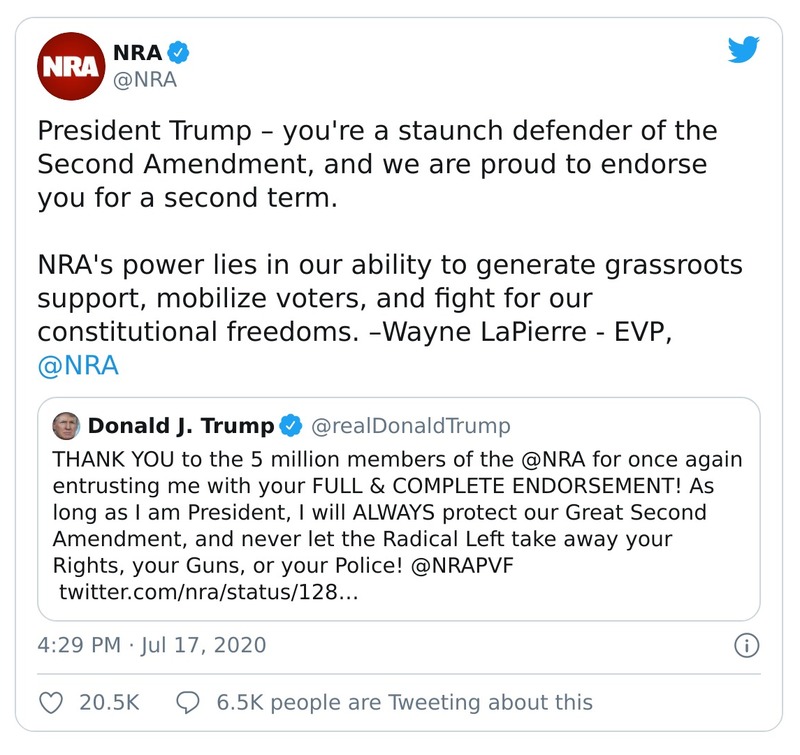 NRA
NRA
@NRA
President Trump – you're a staunch defender of the
Second Amendment, and we are proud to endorse
you for a second term.
NRA's power lies in our ability to generate grassroots
support, mobilize voters, and fight for our
constitutional freedoms. –Wayne LaPierre - EVP,
@NRA
Donald J. Trump @realDonaldTrump
THANK YOU to the 5 million members of the @NRA for once again
entrusting me with your FULL & COMPLETE ENDORSEMENT! As
long as I am President, I will ALWAYS protect our Great Second
Amendment, and never let the Radical Left take away your
Rights, your Guns, or your Police! @NRAPVF
twitter.com/nra/status/128…
4:29 PM · Jul 17, 2020
20.5K 6.5K people are Tweeting about this